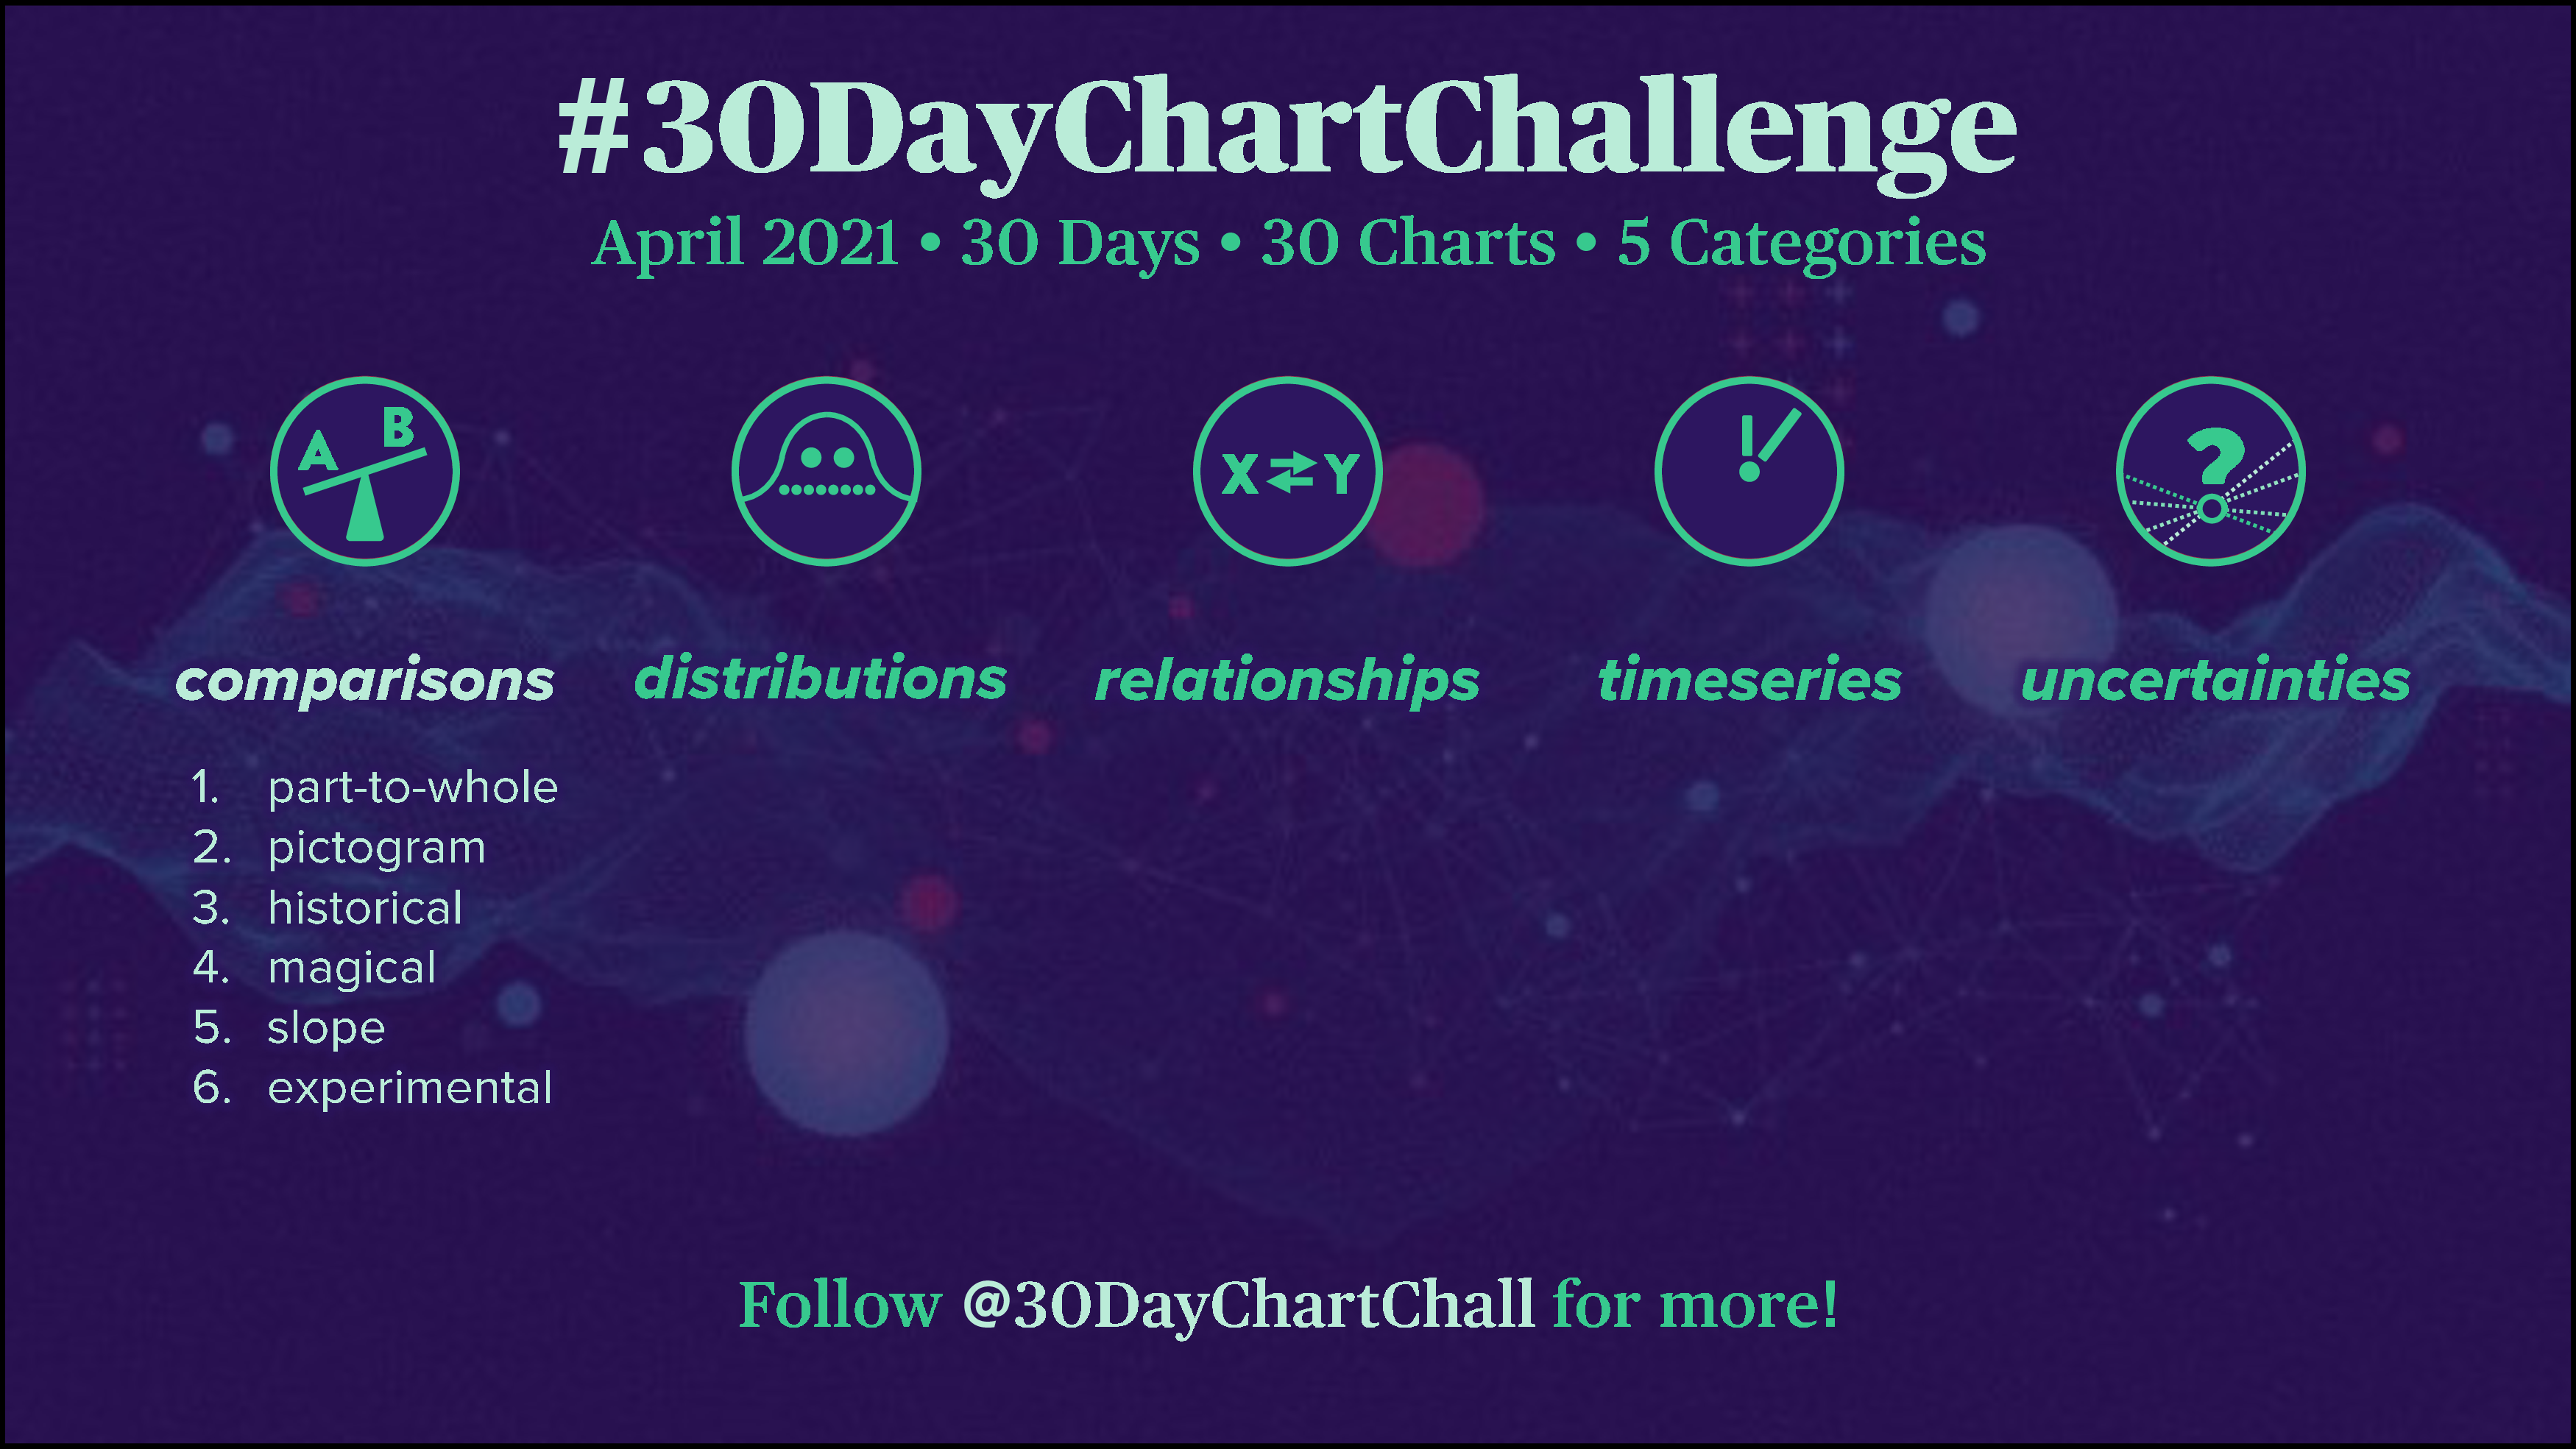 #30DayChartChallenge
April 2021 • 30 Days • 30 Charts • 5 Categories
A B
X ⇄ Y
!
?
comparisons
distributions
relationships
timeseries
uncertainties
1. part-to-whole
2. pictogram
3. historical
4. magical
5. slope
6. experimental
Follow @30DayChartChall for more!